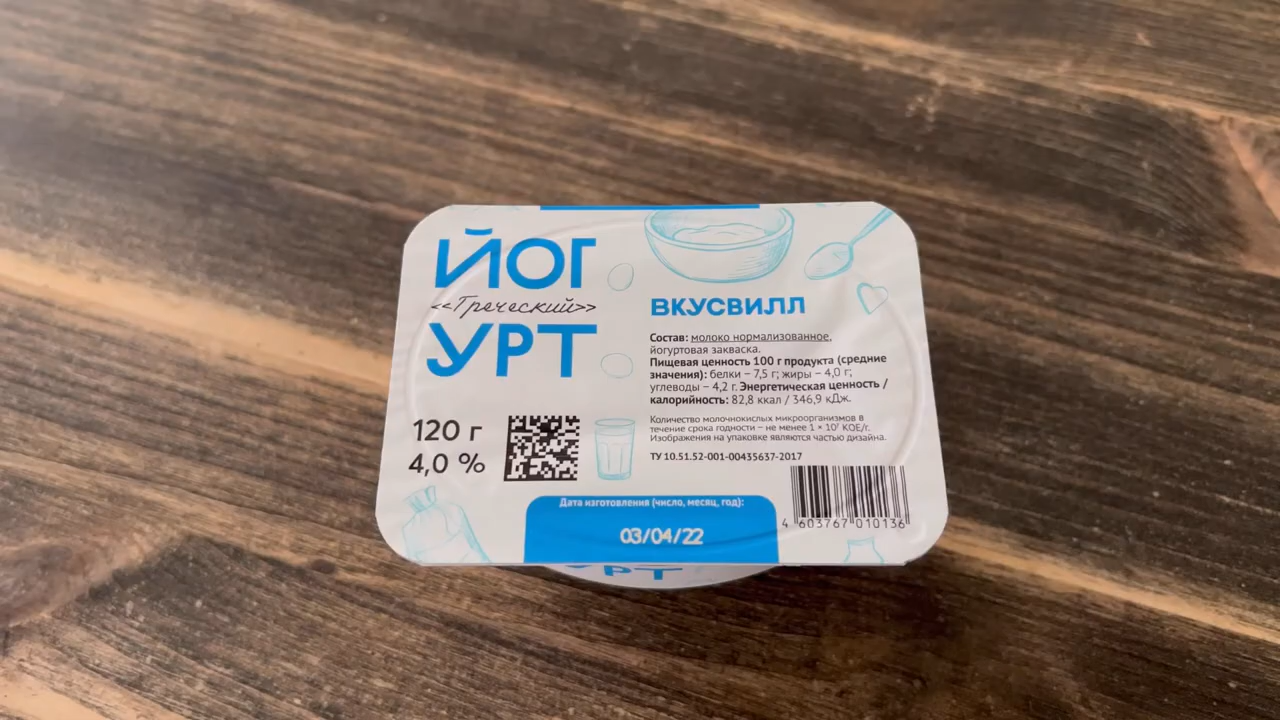 ЙОГ
«Греческий»
УРТ
120 г
4,0 %
ВКУСВИЛЛ
Состав: молоко нормализованное,
йогуртовая закваска.
Пищевая ценность 100 г продукта (средние
значения): белки – 7,5 г; жиры – 4,0 г;
углеводы – 4,2 г. Энергетическая ценность /
калорийность: 82,8 ккал / 346,9 кДж.
Количество молочнокислых микроорганизмов в
течение срока годности – не менее 1 × 10⁷ КОЕ/г.
Изображения на упаковке являются частью дизайна.
ТУ 10.51.52-001-00435637-2017
4 603767 010136
Дата изготовления (число, месяц, год):
03/04/22
УРТ